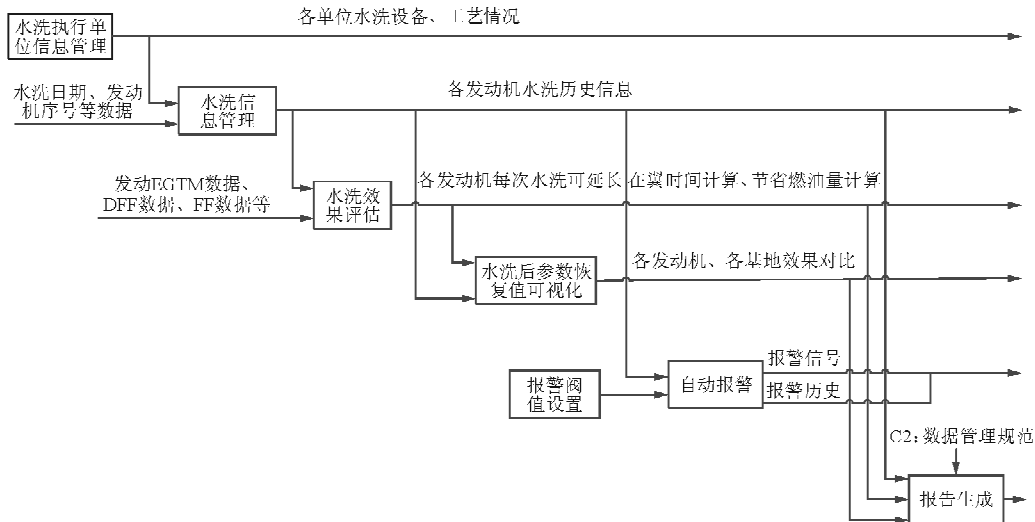 各单位水洗设备、工艺情况
水洗执行单
位信息管理
水洗日期、发动
机序号等数据
水洗信
息管理
各发动机水洗历史信息
发动EGTM数据、
DFF数据、FF数据等
水洗效
果评估
各发动机每次水洗可延长在翼时间计算、节省燃油量计算
水洗后参数恢
复值可视化
各发动机、各基地效果对比
报警阀
值设置
自动报警
报警信号
报警历史
C2:数据管理规范
报告生成